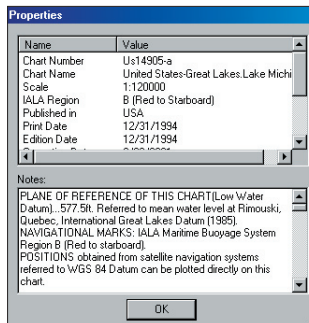 Properties
Name Value
Chart Number Us14905-a
Chart Name United States-Great Lakes.Lake Michi
Scale 1:120000
IALA Region B (Red to Starboard)
Published in USA
Print Date 12/31/1994
Edition Date 12/31/1994
Notes:
PLANE OF REFERENCE OF THIS CHART(Low Water
Datum)...577.5ft. Referred to mean water level at Rimouski,
Quebec, International Great Lakes Datum (1985).
NAVIGATIONAL MARKS: IALA Maritime Buoyage System
Region B (Red to starboard).
POSITIONS obtained from satellite navigation systems
referred to WGS 84 Datum can be plotted directly on this
chart.
OK